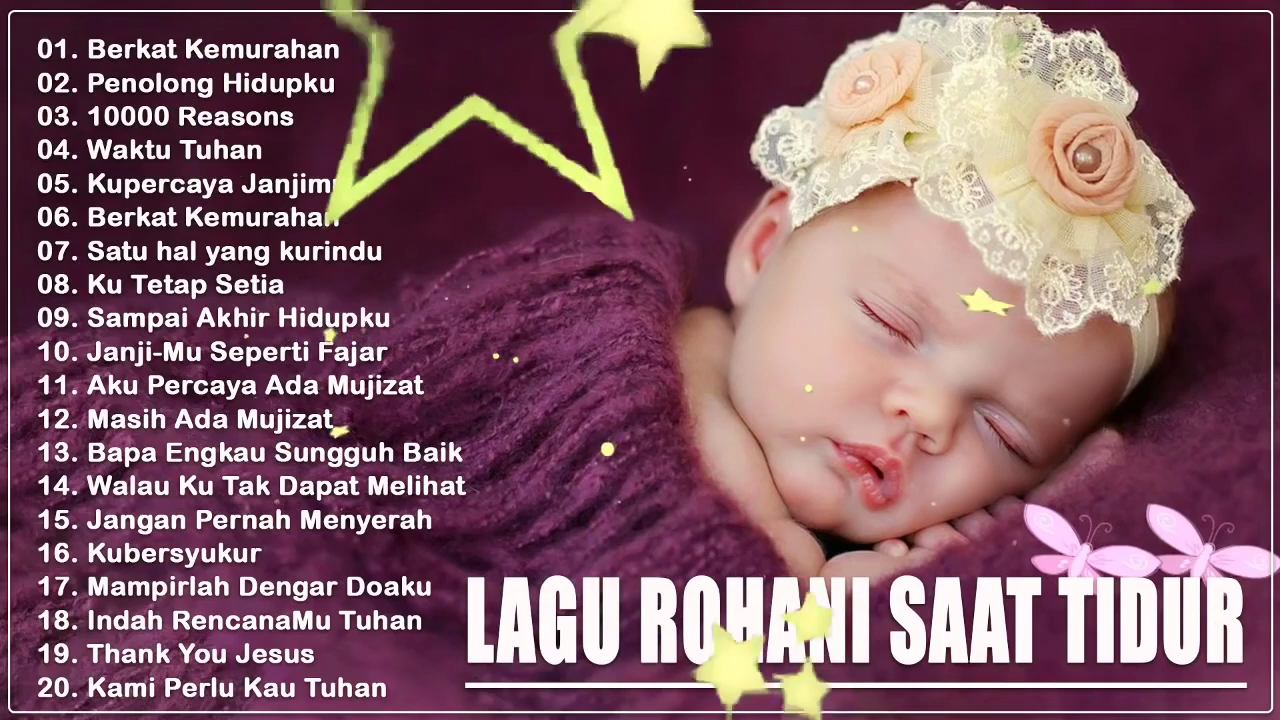 01. Berkat Kemurahan
02. Penolong Hidupku
03. 10000 Reasons
04. Waktu Tuhan
05. Kupercaya Janjimu
06. Berkat Kemurahan
07. Satu hal yang kurindu
08. Ku Tetap Setia
09. Sampai Akhir Hidupku
10. Janji-Mu Seperti Fajar
11. Aku Percaya Ada Mujizat
12. Masih Ada Mujizat
13. Bapa Engkau Sungguh Baik
14. Walau Ku Tak Dapat Melihat
15. Jangan Pernah Menyerah
16. Kubersyukur
17. Mampirlah Dengar Doaku
18. Indah RencanaMu Tuhan
19. Thank You Jesus
20. Kami Perlu Kau Tuhan
LAGU ROHANI SAAT TIDUR